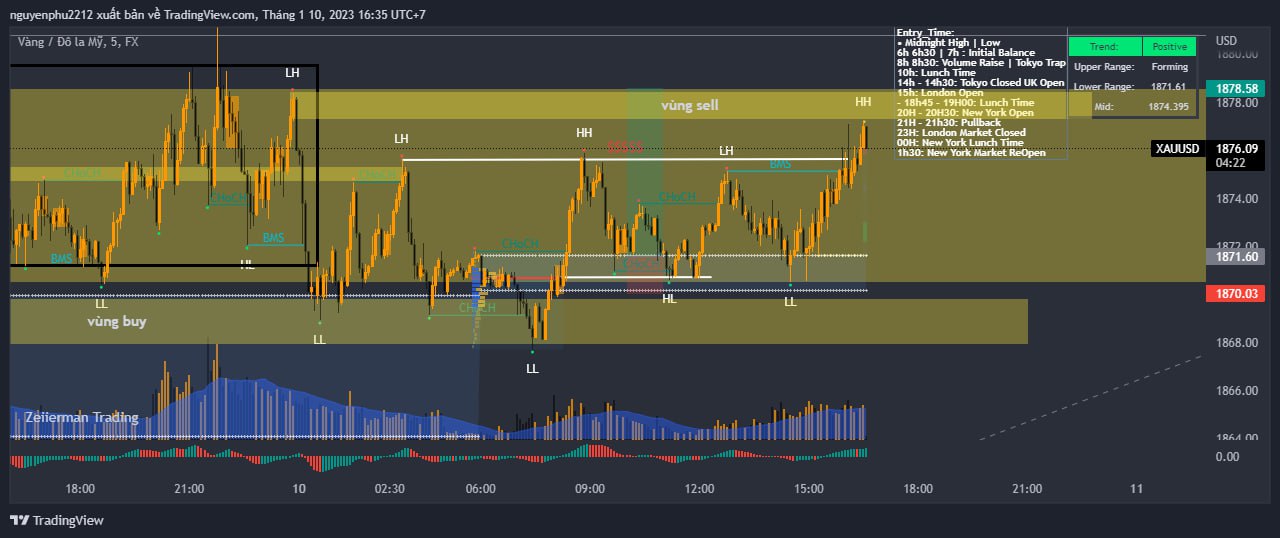 nguyenphu2212 xuất bản về TradingView.com, Tháng 1 10, 2023 16:35 UTC+7
Vàng / Đô la Mỹ, 5, FX
Entry_Time:
• Midnight High | Low
6h 6h30 | 7h : Initial Balance
8h 8h30: Volume Raise | Tokyo Trap
10h: Lunch Time
14h - 14h30: Tokyo Closed UK Open
15h: London Open
- 18h45 - 19H00: Lunch Time
20H - 20H30: New York Open
21H - 21h30: Pullback
23H: London Market Closed
00H: New York Lunch Time
1h30: New York Market ReOpen
Trend: Positive
Upper Range: Forming
Lower Range: 1871.61
Mid: 1874.395
USD
1880.00
1878.58
1878.00
XAUUSD 1876.09
04:22
1874.00
1872.00
1871.60
1870.03
1868.00
1866.00
1864.00
0.00
LH
vùng sell
HH
LH
HH
LH
BMS
CHoCH
CHoCH
CHoCH
CHoCH
BMS
HL
BMS
CHoCH
LL
HL
LL
vùng buy
CHoCH
LL
LL
Zeiierman Trading
18:00 21:00 10 02:30 06:00 09:00 12:00 15:00 18:00 21:00 11
TradingView